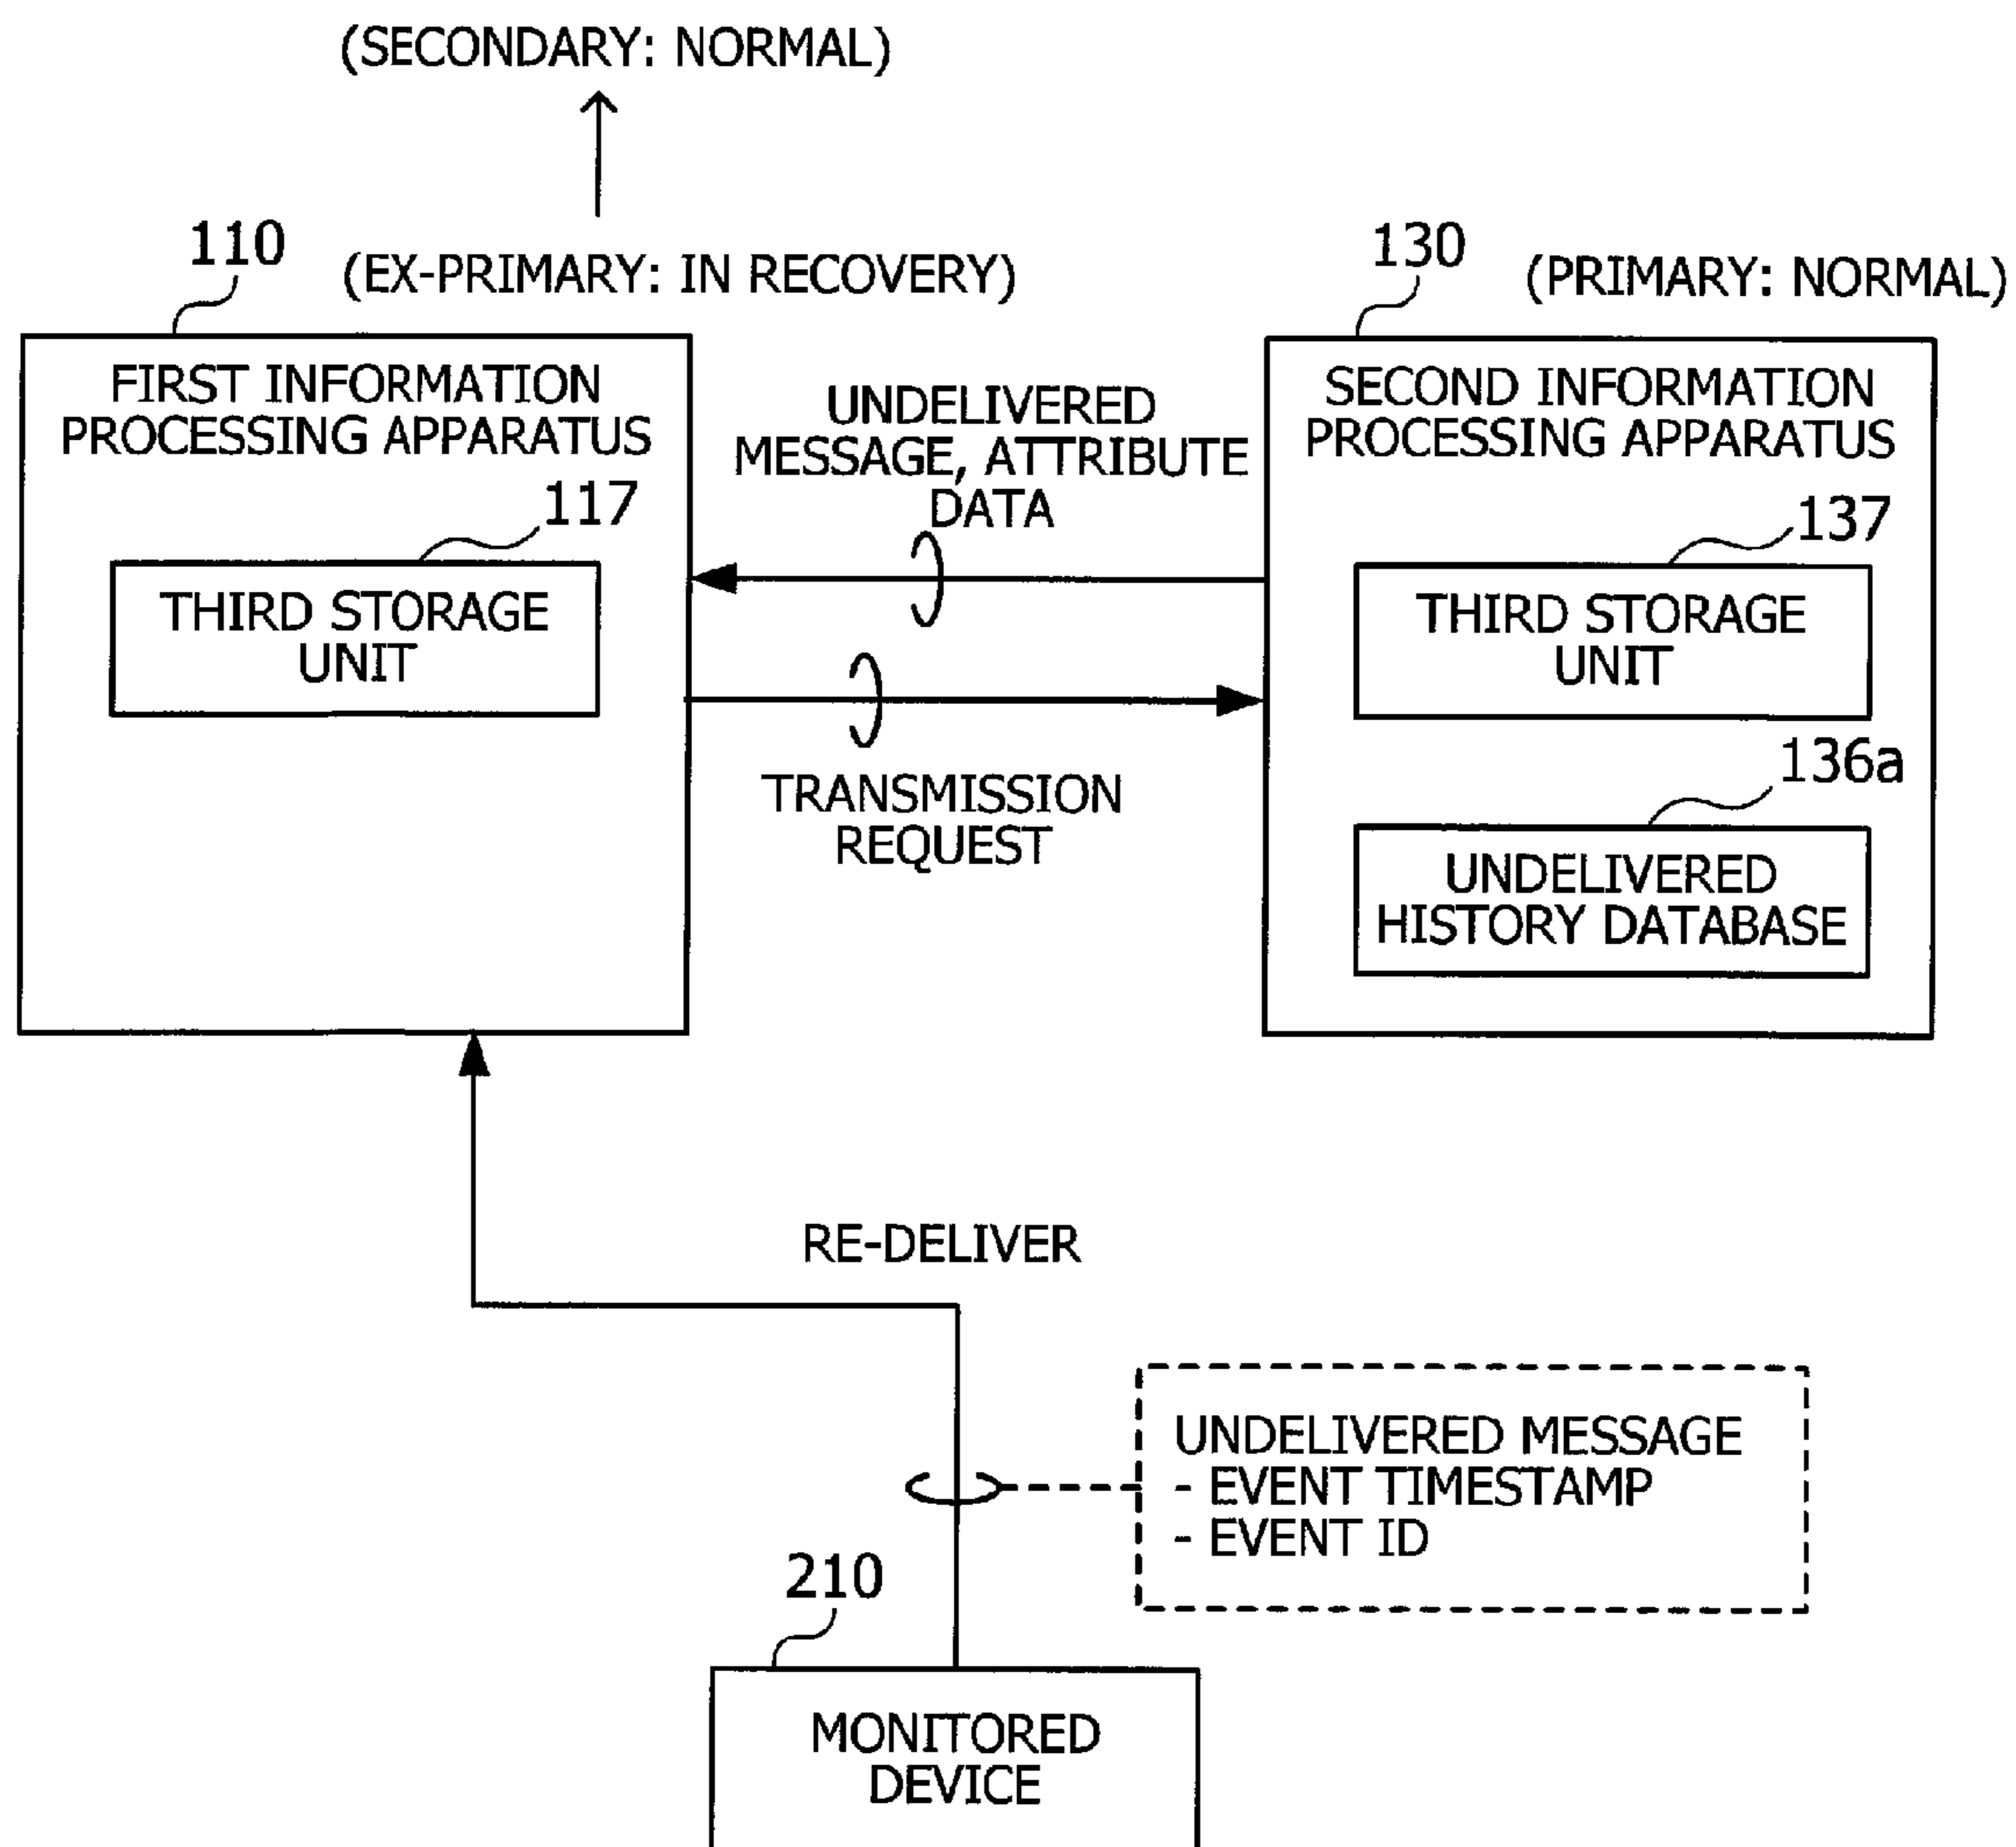 (SECONDARY: NORMAL)
110
(EX-PRIMARY: IN RECOVERY)
130
(PRIMARY: NORMAL)
FIRST INFORMATION
PROCESSING APPARATUS
117
THIRD STORAGE
UNIT
UNDELIVERED
MESSAGE, ATTRIBUTE
DATA
TRANSMISSION
REQUEST
SECOND INFORMATION
PROCESSING APPARATUS
137
THIRD STORAGE
UNIT
136a
UNDELIVERED
HISTORY DATABASE
RE-DELIVER
UNDELIVERED MESSAGE
- EVENT TIMESTAMP
- EVENT ID
210
MONITORED
DEVICE